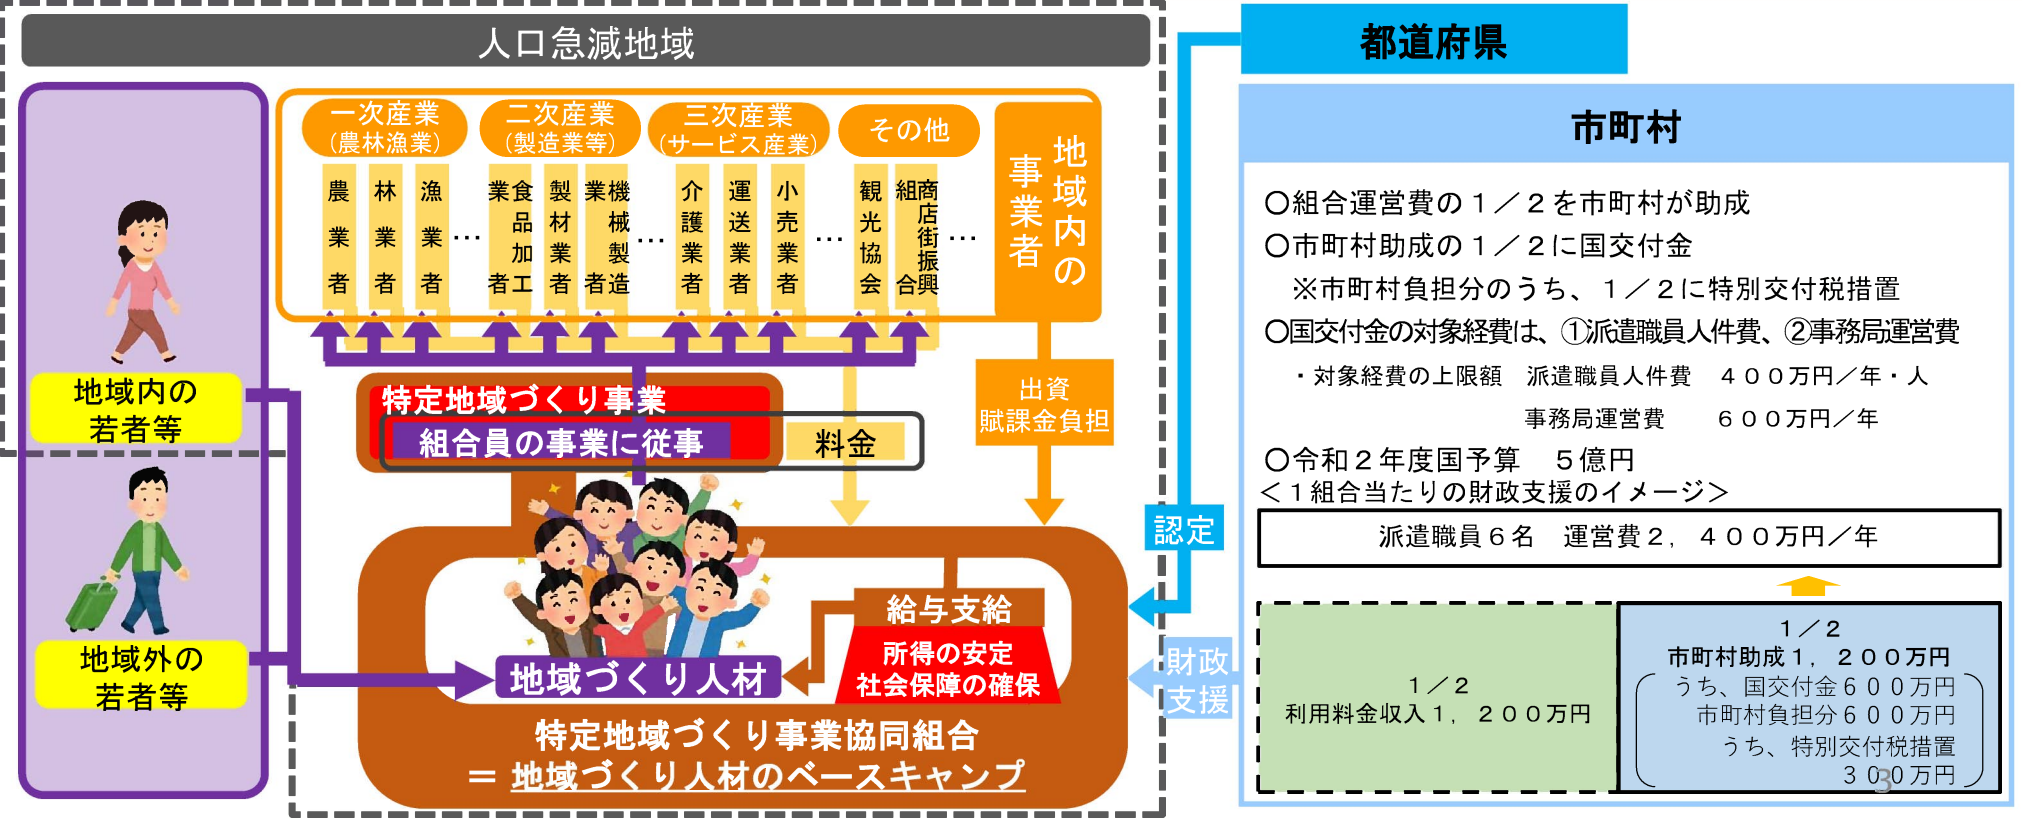 人口急減地域
一次産業
（農林漁業）
二次産業
（製造業等）
三次産業
（サービス産業）
その他
地域内の
事業者
農業者
林業者
漁業者
…
食品加工
業者
製材業者
機械製造
業者
…
介護業者
運送業者
小売業者
…
観光協会
商店街振興
組合
…
地域内の
若者等
地域外の
若者等
特定地域づくり事業
組合員の事業に従事
料金
出資
賦課金負担
給与支給
所得の安定
社会保障の確保
地域づくり人材
特定地域づくり事業協同組合
＝ 地域づくり人材のベースキャンプ
認定
財政
支援
都道府県
市町村
〇組合運営費の１／２を市町村が助成
〇市町村助成の１／２に国交付金
※市町村負担分のうち、１／２に特別交付税措置
〇国交付金の対象経費は、①派遣職員人件費、②事務局運営費
・対象経費の上限額　派遣職員人件費　４００万円／年・人
事務局運営費　６００万円／年
〇令和２年度国予算　５億円
＜１組合当たりの財政支援のイメージ＞
派遣職員６名　運営費２，４００万円／年
１／２
利用料金収入１，２００万円
１／２
市町村助成１，２００万円
うち、国交付金６００万円
市町村負担分６００万円
うち、特別交付税措置
３００万円
3